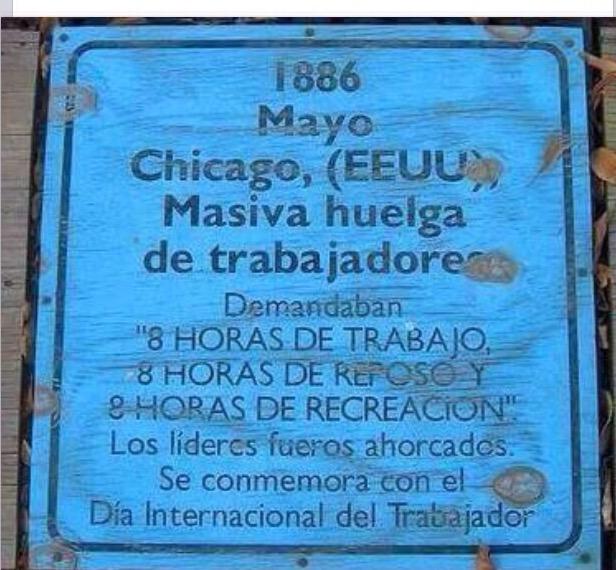 1886
Mayo
Chicago, (EEUU),
Masiva huelga
de trabajadores
Demandaban
"8 HORAS DE TRABAJO,
8 HORAS DE REPOSO Y
8 HORAS DE RECREACION".
Los líderes fueros ahorcados.
Se conmemora con el
Día Internacional del Trabajador